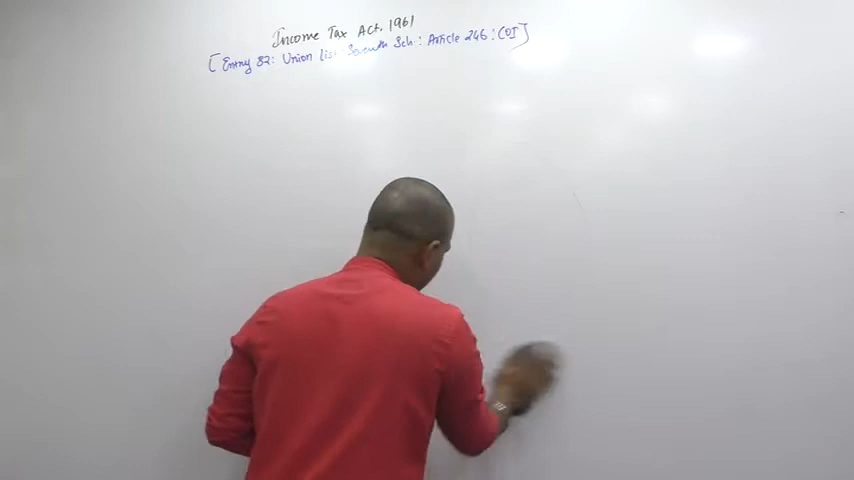 Income Tax Act, 1961
[Entry 82: Union List: Seventh Sch: Article 246: COI]